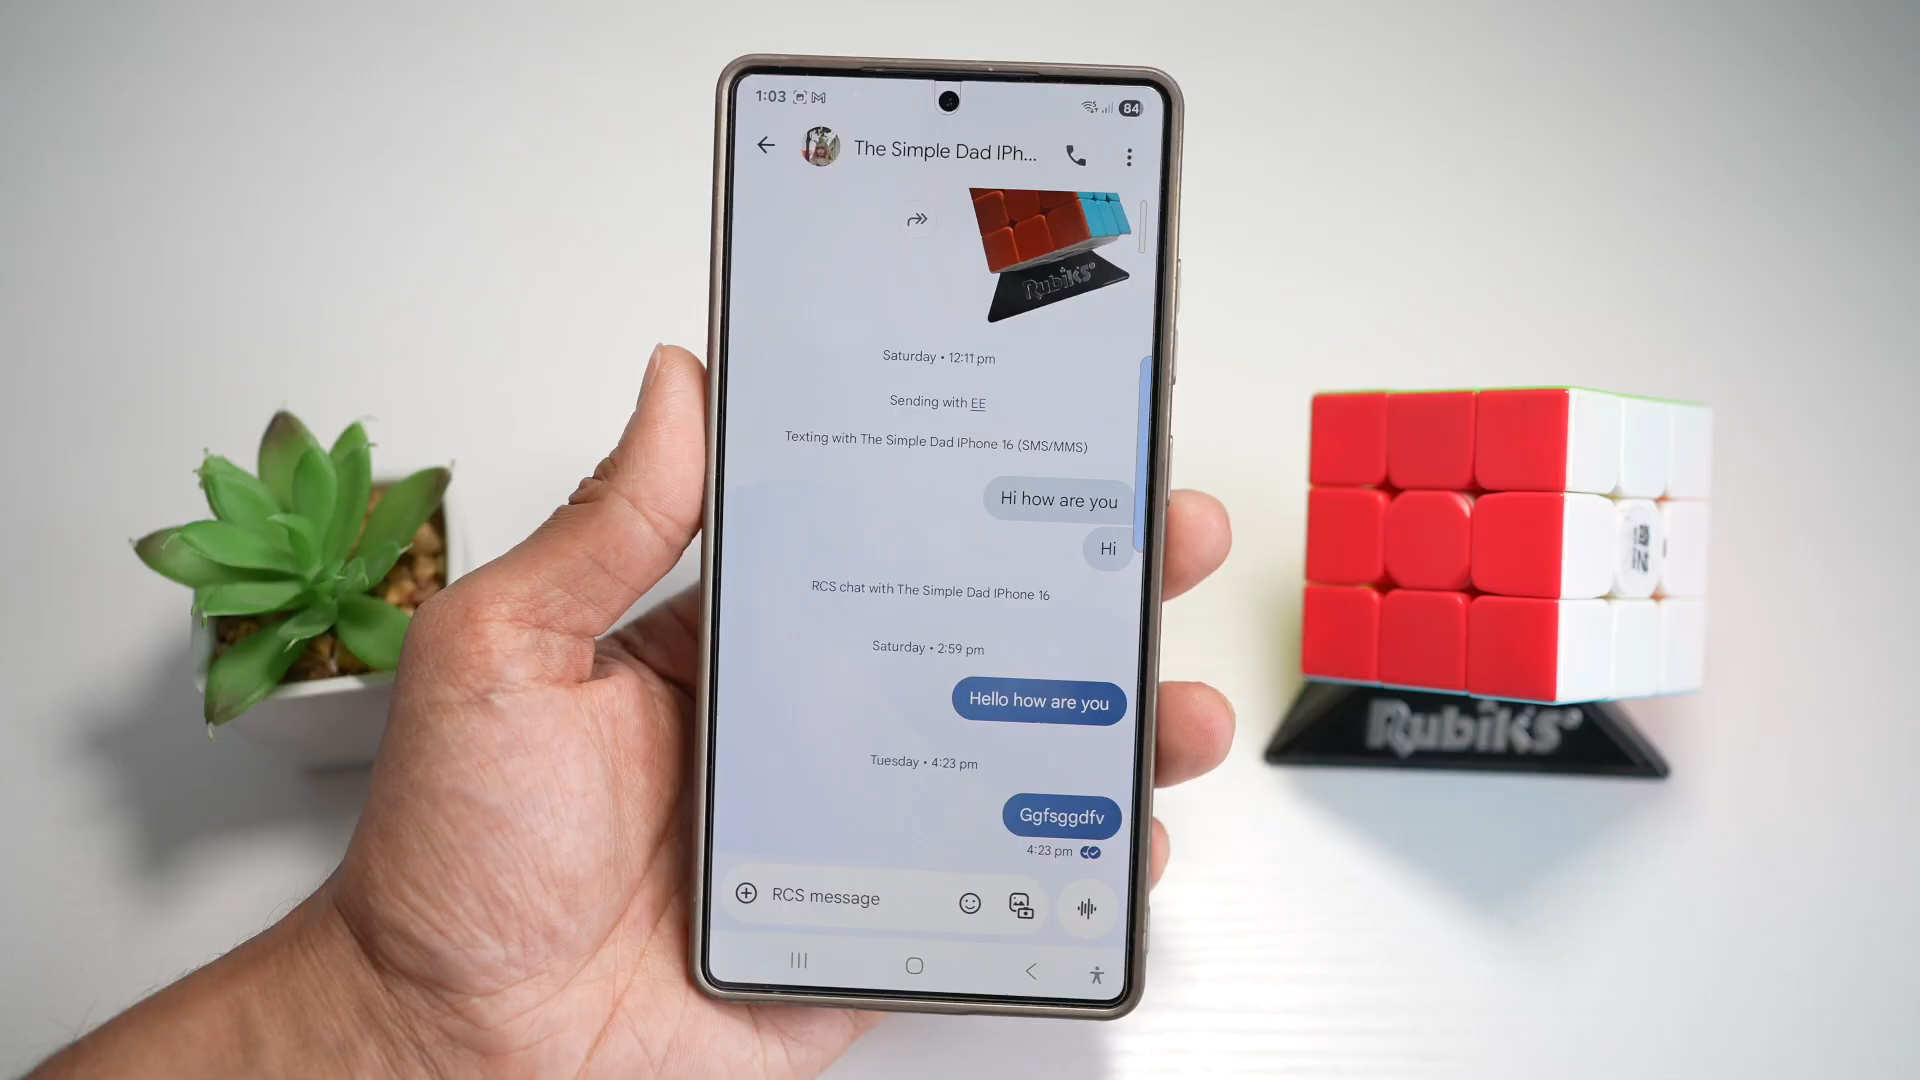 1:03
84
The Simple Dad IPh...
Rubik's
Saturday • 12:11 pm
Sending with EE
Texting with The Simple Dad IPhone 16 (SMS/MMS)
Hi how are you
Hi
RCS chat with The Simple Dad IPhone 16
Saturday • 2:59 pm
Hello how are you
Tuesday • 4:23 pm
Ggfsggdfv
4:23 pm
RCS message
Rubik's